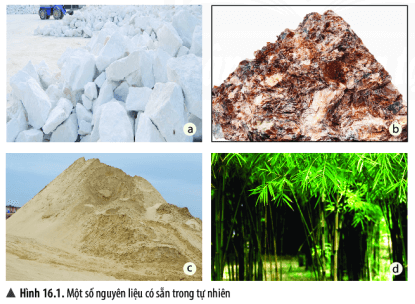 a
b
c
d
▲ Hình 16.1. Một số nguyên liệu có sẵn trong tự nhiên